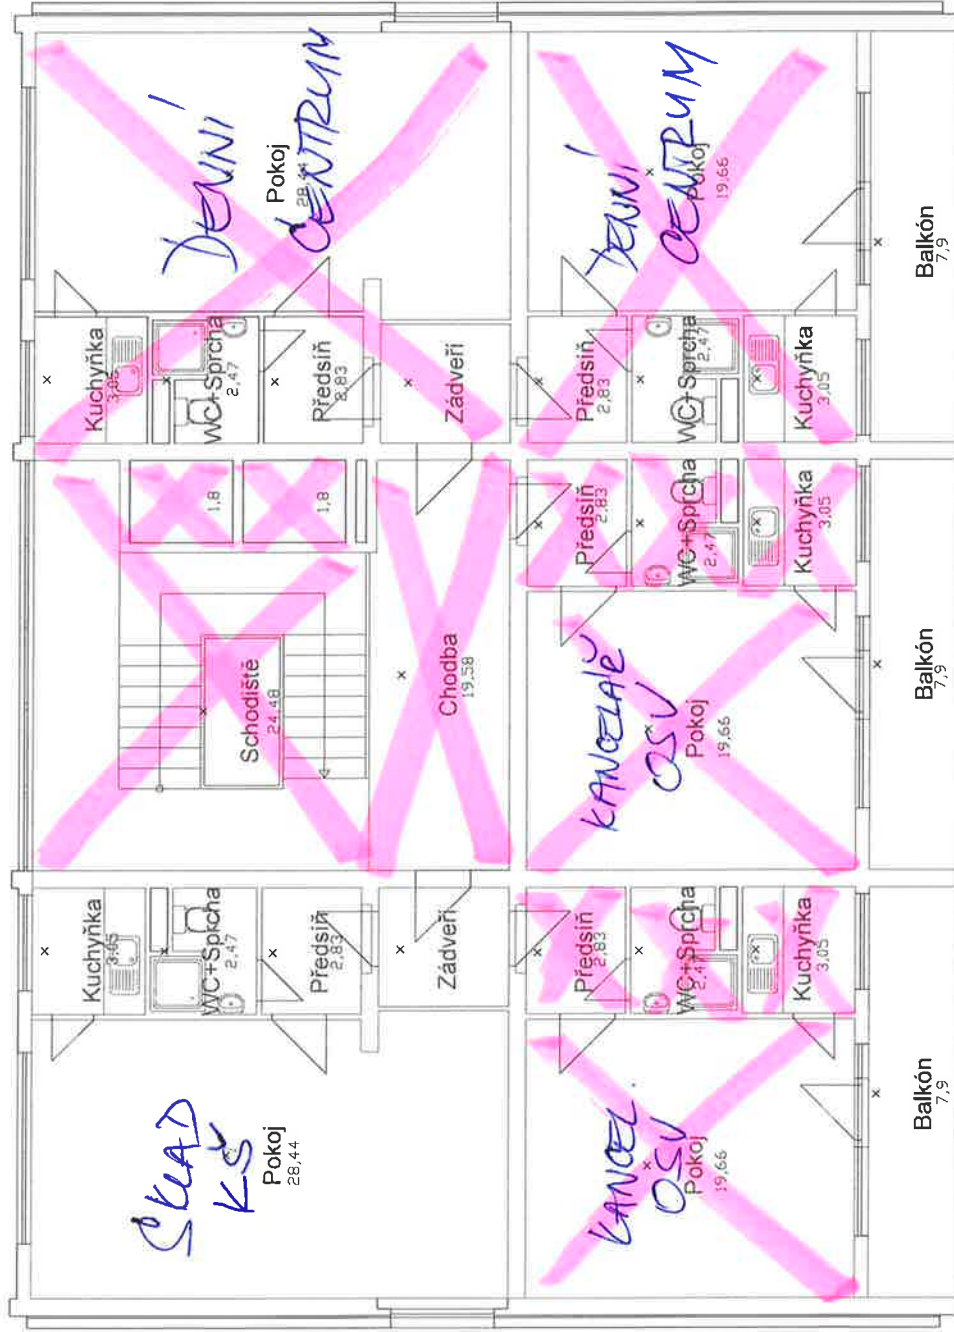 SKLAD
KŠ
Pokoj
28,44
Kuchyňka
3,05
WC+Sprcha
2,47
Předsíň
2,83
Zádveří
Schodiště
24,48
1,8
1,8
Chodba
19,58
Kuchyňka
3,05
WC+Sprcha
2,47
Předsíň
2,83
Zádveří
DENNÍ
Pokoj
28,44
CENTRUM
KANCEL.
OSV
Pokoj
19,66
Předsíň
2,83
WC+Sprcha
2,47
Kuchyňka
3,05
Balkón
7,9
KANCELAŘ
OSV
Pokoj
19,66
Předsíň
2,83
WC+Sprcha
2,47
Kuchyňka
3,05
Balkón
7,9
Předsíň
2,83
WC+Sprcha
2,47
Kuchyňka
3,05
DENNÍ
CENTRUM
Pokoj
19,66
Balkón
7,9